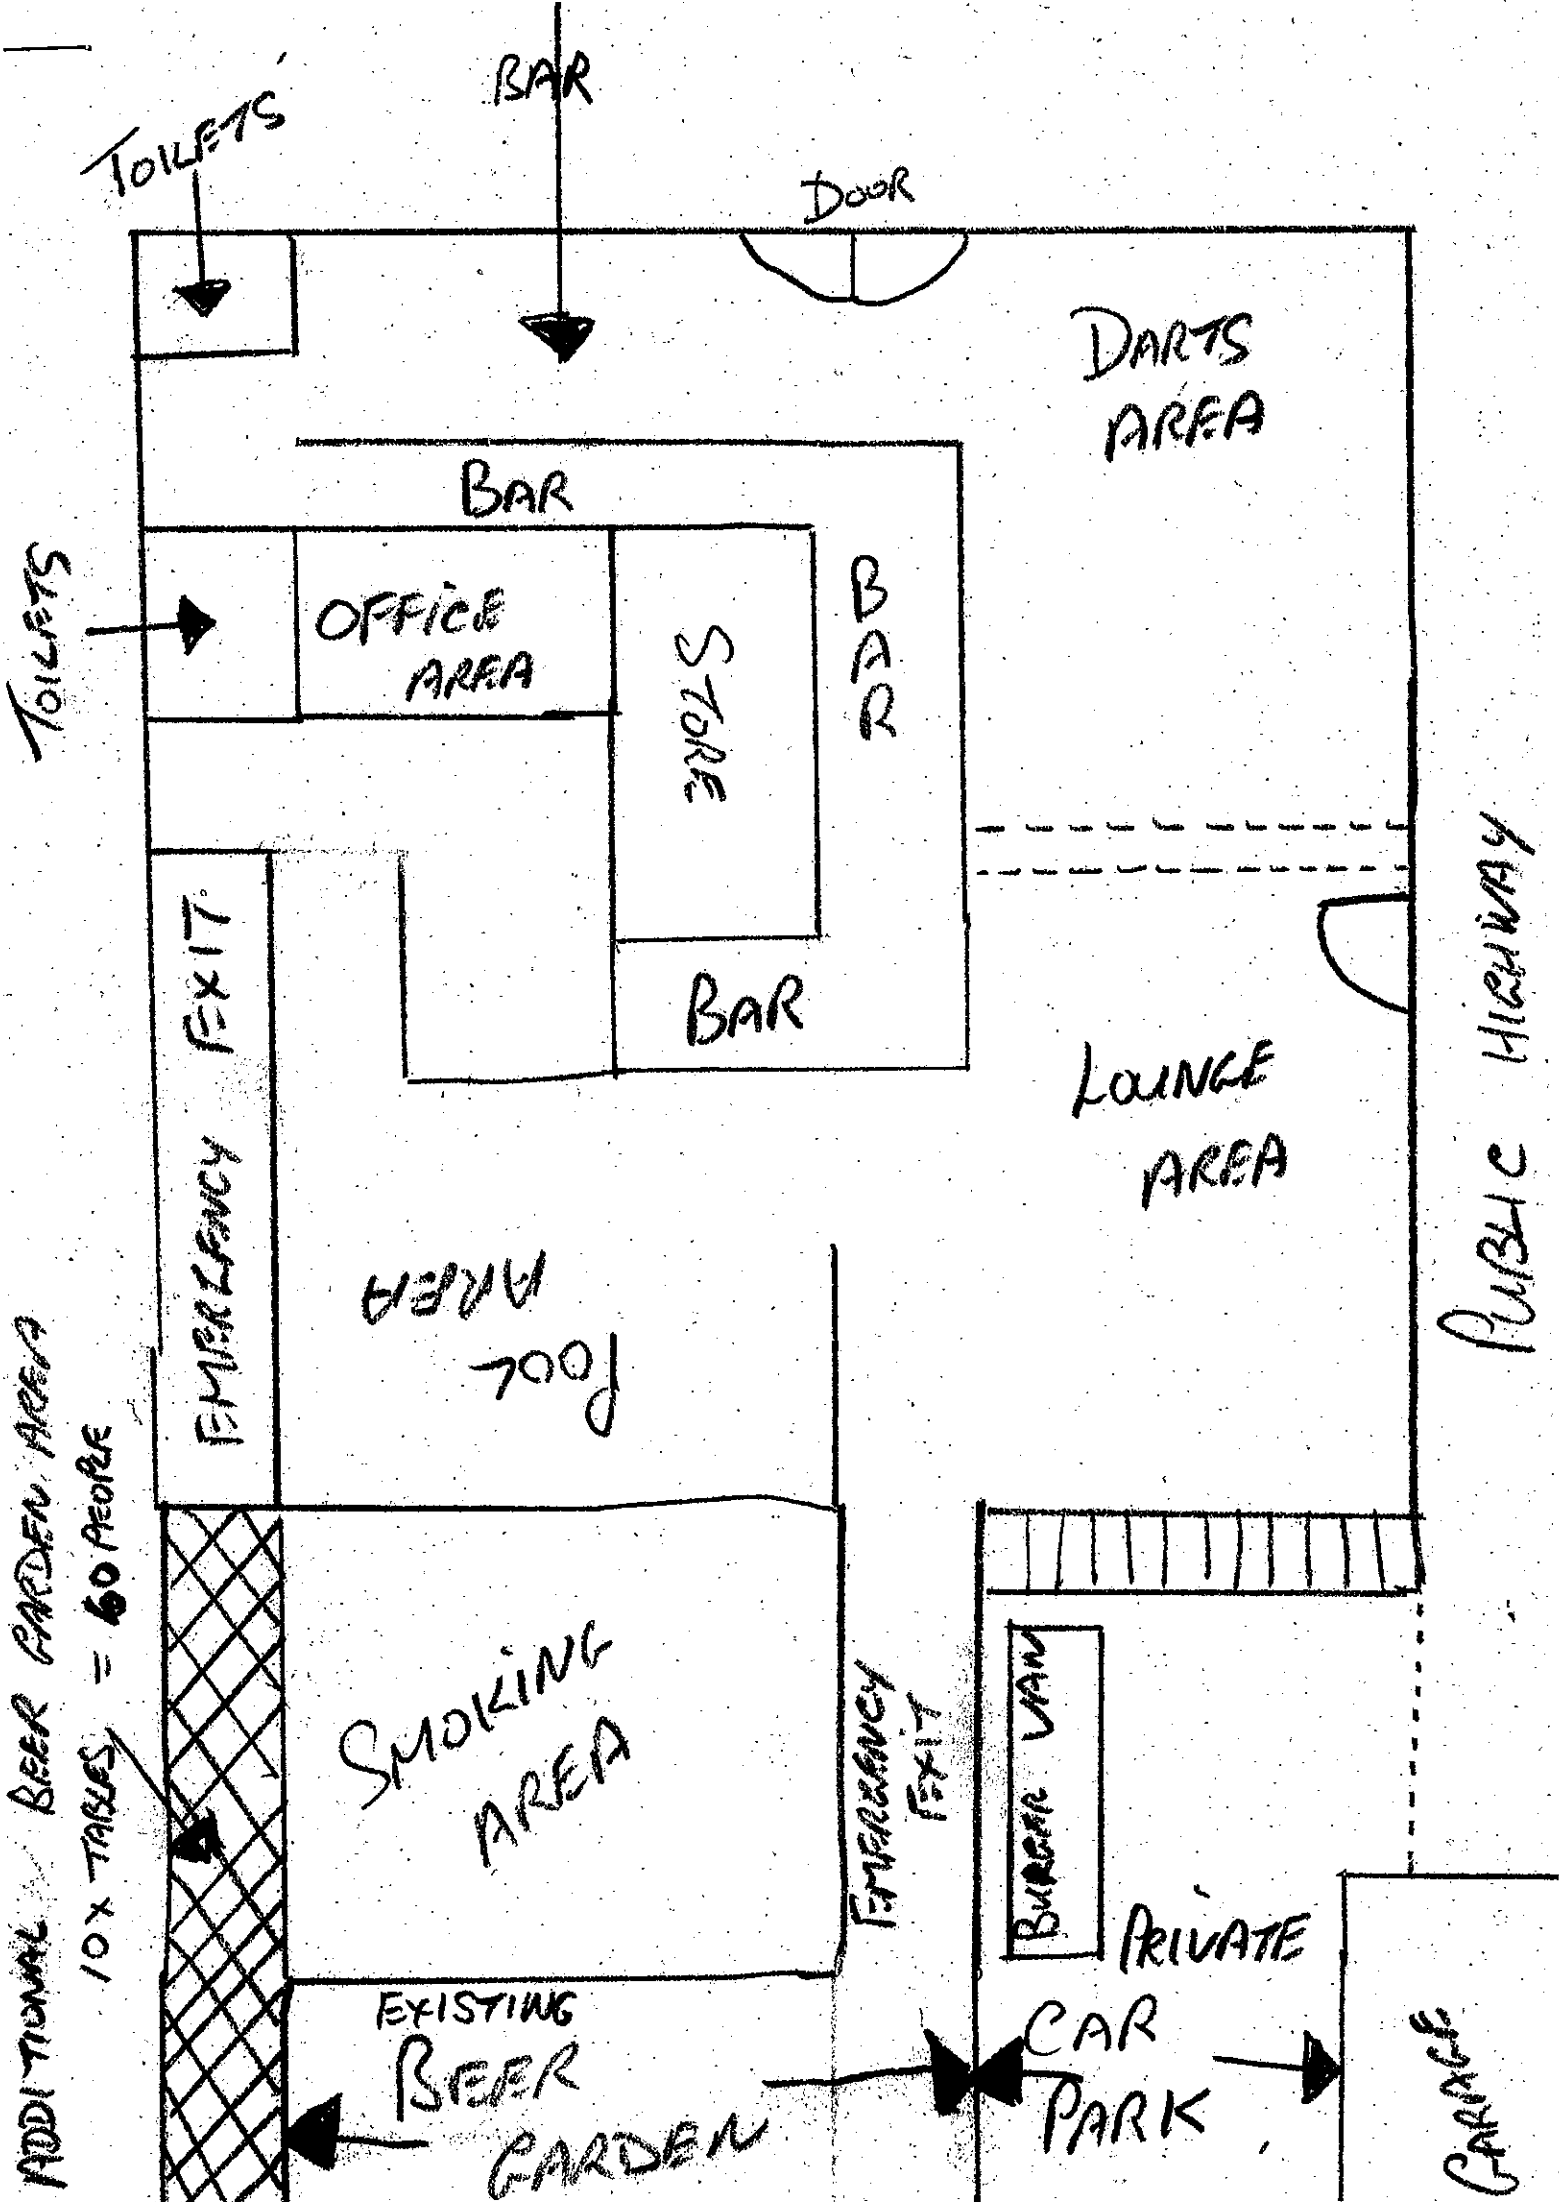 BAR
TOILETS
DOOR
DARTS
AREA
BAR
TOILETS
OFFICE
AREA
STORE
BAR
BAR
EMERGENCY EXIT
LOUNGE
AREA
PUBLIC HIGHWAY
POOL
AREA
ADDITIONAL BEER GARDEN AREA
10 X TABLES = 60 PEOPLE
SMOKING
AREA
EMERGENCY
EXIT
BURGER VAN
PRIVATE
CAR
PARK
EXISTING
BEER
GARDEN
GARAGE